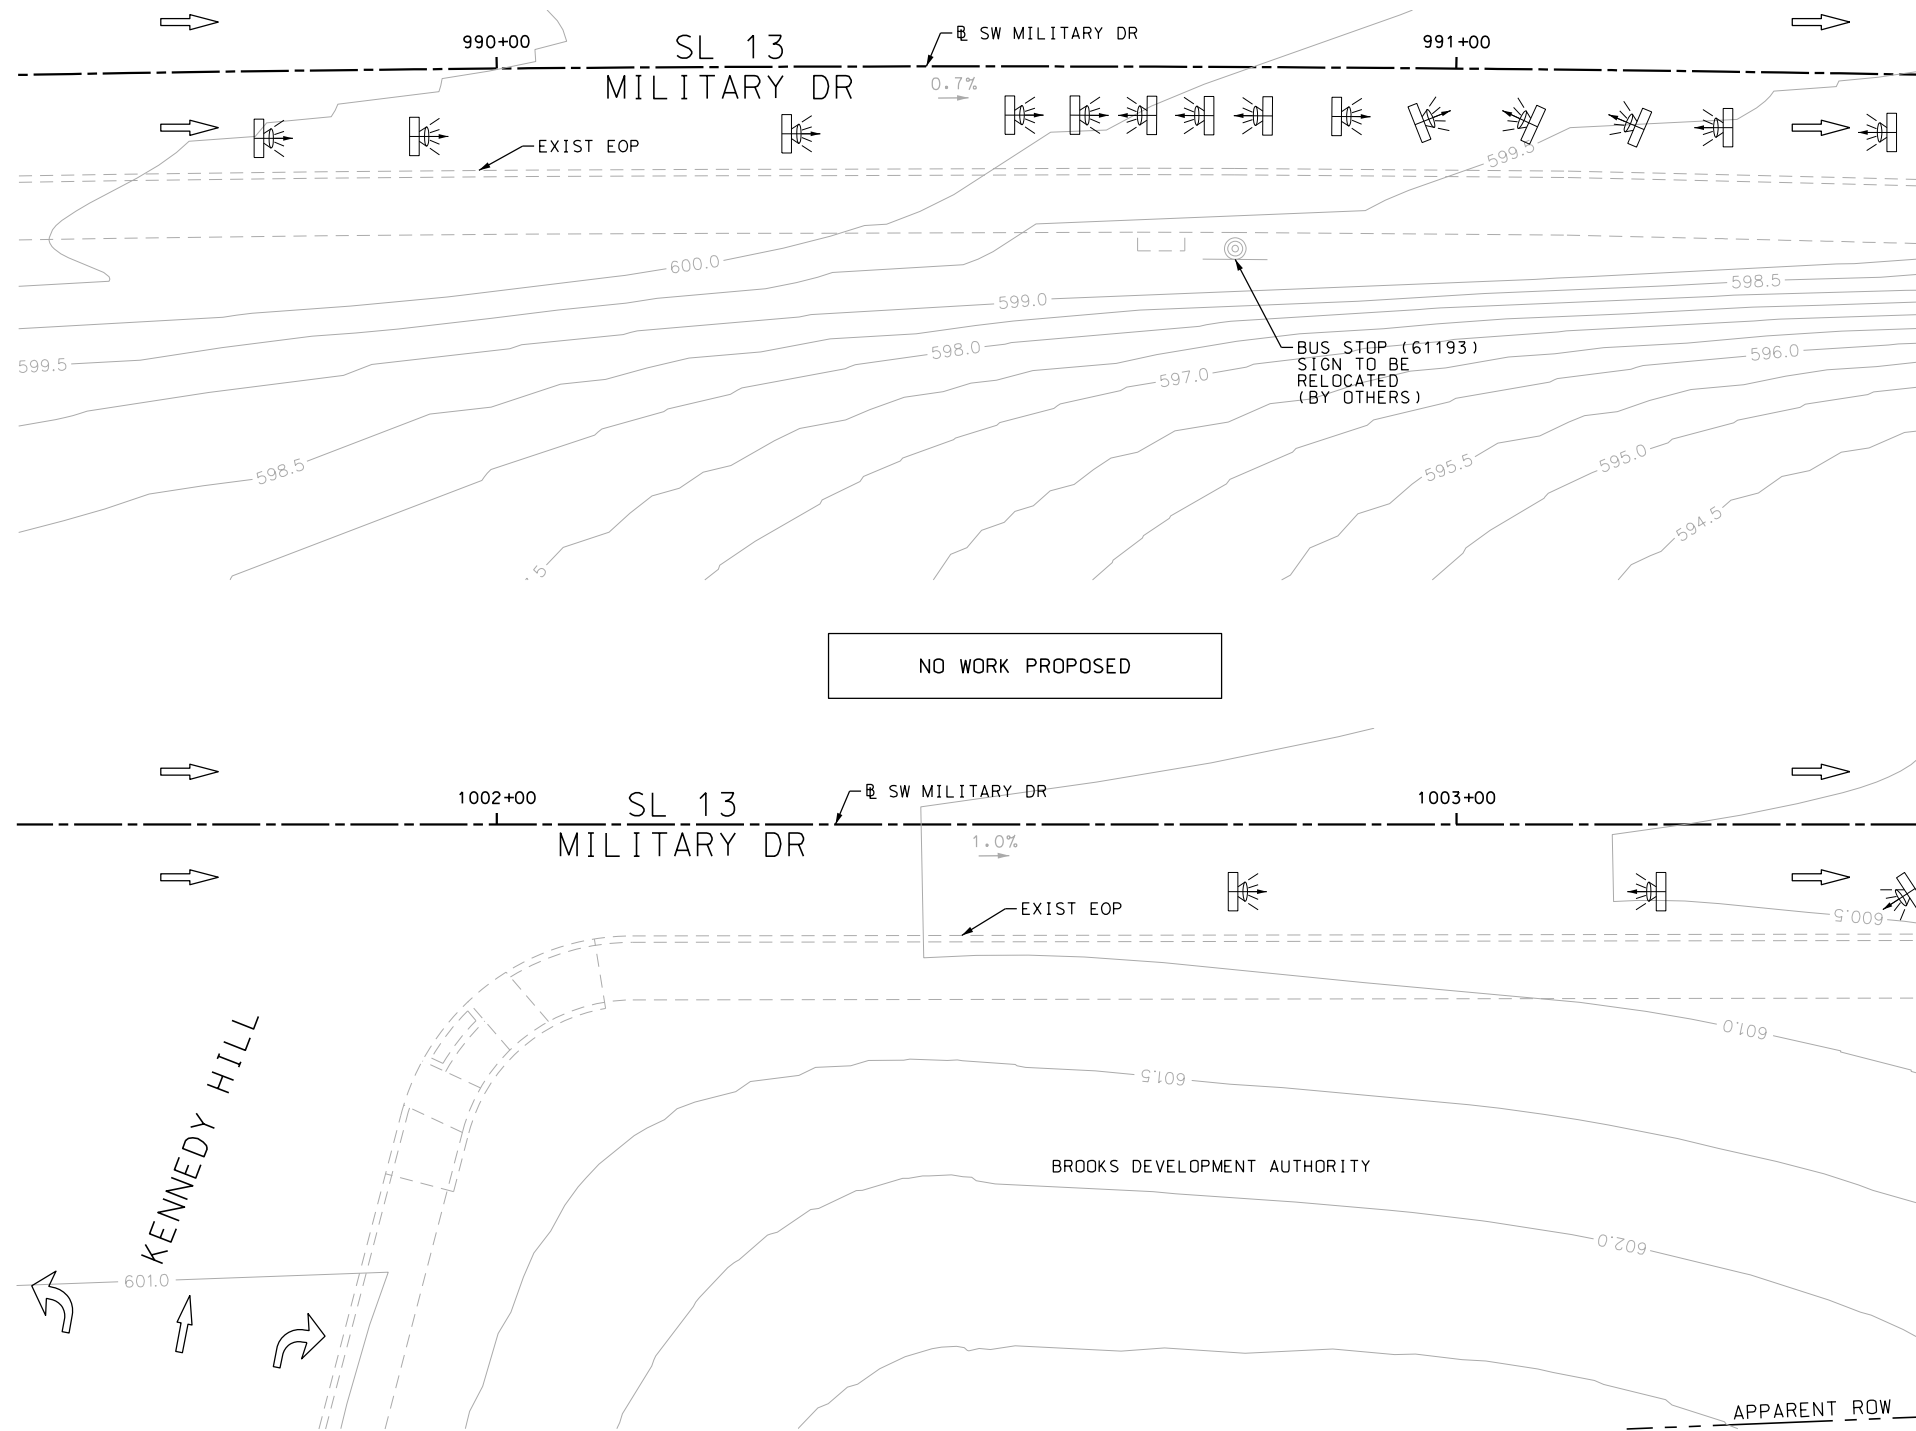 990+00
SL 13
℄ SW MILITARY DR
991+00
MILITARY DR
0.7%
EXIST EOP
599.5
600.0
599.0
598.5
599.5
598.0
597.0
BUS STOP (61193)
SIGN TO BE
RELOCATED
(BY OTHERS)
596.0
598.5
595.5
595.0
594.5
.5
NO WORK PROPOSED
1002+00
SL 13
℄ SW MILITARY DR
1003+00
MILITARY DR
1.0%
EXIST EOP
600.5
601.0
601.5
KENNEDY HILL
BROOKS DEVELOPMENT AUTHORITY
602.0
601.0
APPARENT ROW